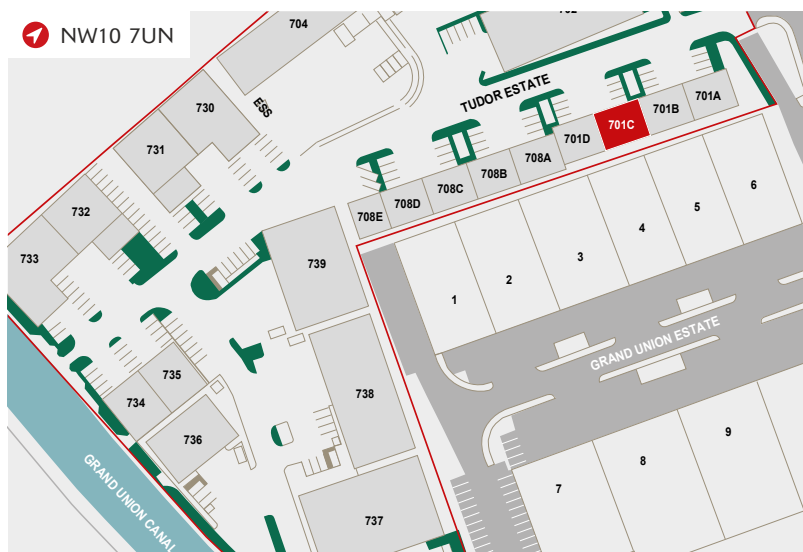 NW10 7UN
704
702
730
ESS
TUDOR ESTATE
701A
701B
701C
731
701D
708A
708B
732
708C
6
708D
708E
5
4
733
739
3
2
1
GRAND UNION ESTATE
735
738
734
9
736
8
GRAND UNION CANAL
7
737